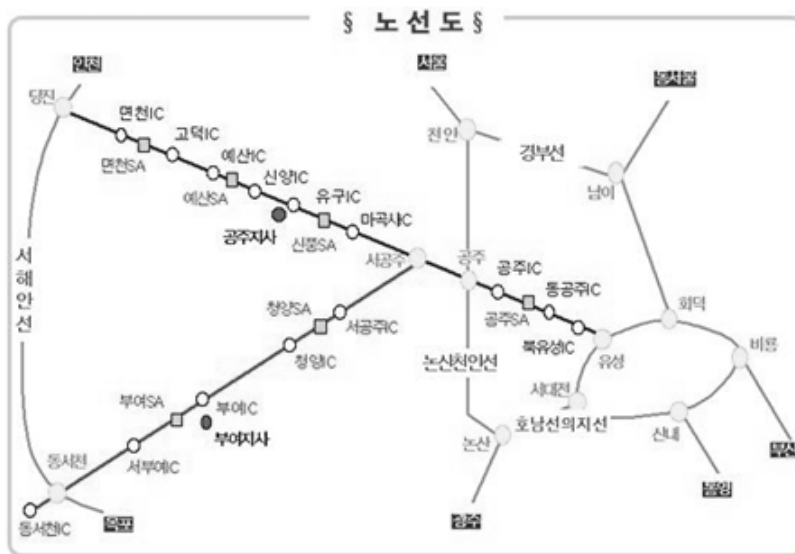 § 노 선 도 §
인천
서울
동서울
당진
면천IC
고덕IC
예산IC
신양IC
유구IC
마곡사IC
면천SA
예산SA
공주지사
신풍SA
서공주
천안
경부선
남이
공주
공주IC
동공주IC
공주SA
북유성IC
유성
회덕
비룡
서해안선
청양SA
서공주IC
청양IC
논산천안선
서대전
호남선의지선
산내
논산
부여SA
부여IC
부여지사
동서천
서부여IC
동서천IC
목포
광주
통영
부산